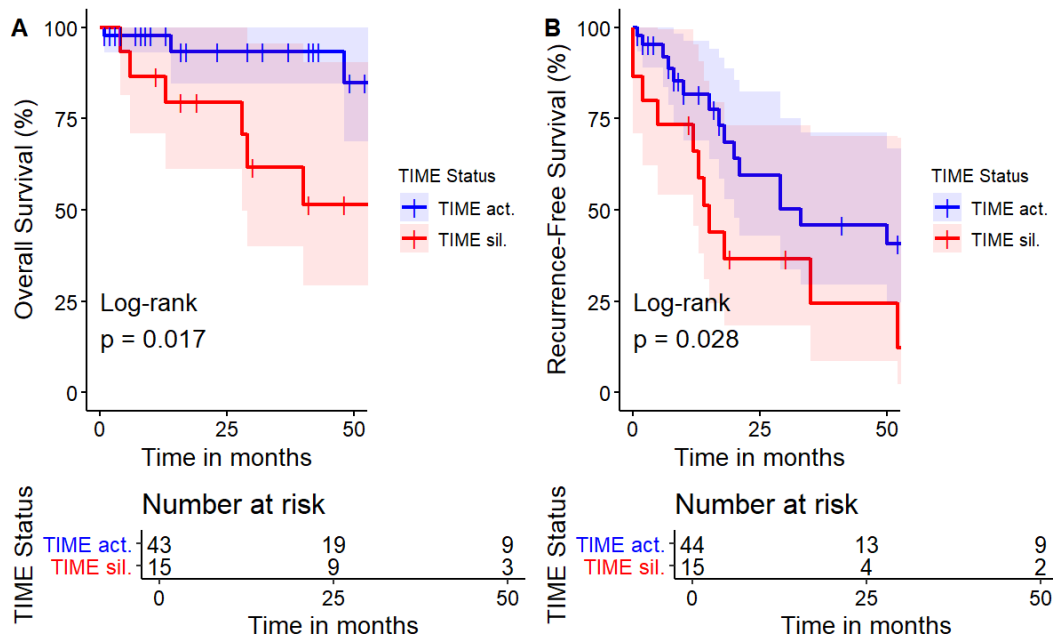 A
Overall Survival (%)
100
75
50
25
0
Log-rank
p = 0.017
0 25 50
Time in months
TIME Status
TIME act.
TIME sil.
B
Recurrence-Free Survival (%)
100
75
50
25
0
Log-rank
p = 0.028
0 25 50
Time in months
TIME Status
TIME act.
TIME sil.
Number at risk
TIME Status
TIME act. 43 19 9
TIME sil. 15 9 3
0 25 50
Time in months
Number at risk
TIME Status
TIME act. 44 13 9
TIME sil. 15 4 2
0 25 50
Time in months